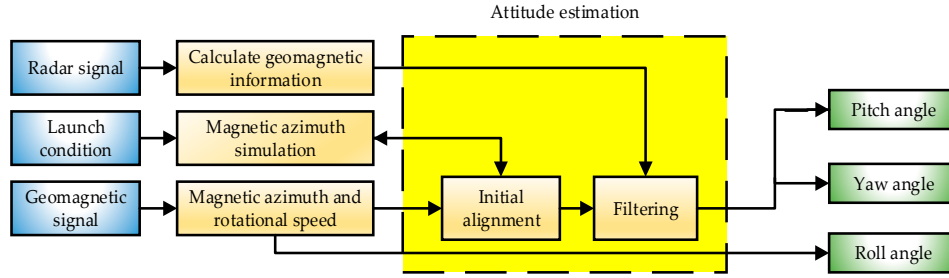 Attitude estimation
Radar signal
Calculate geomagnetic
information
Pitch angle
Launch
condition
Magnetic azimuth
simulation
Geomagnetic
signal
Magnetic azimuth and
rotational speed
Initial
alignment
Filtering
Yaw angle
Roll angle